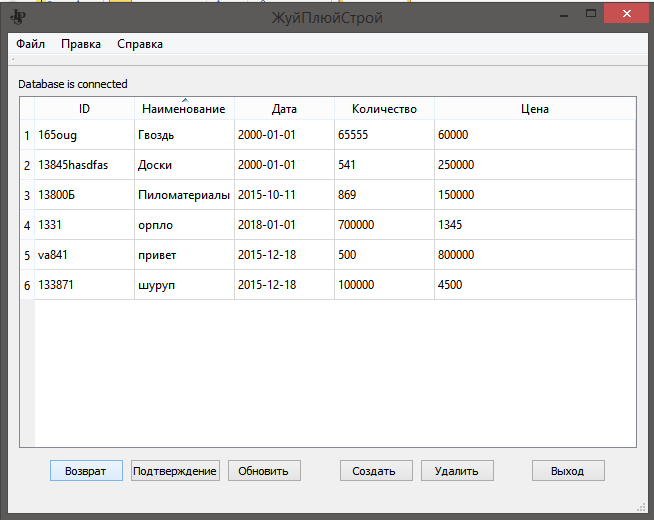 ЖуйПлюйСтрой
Файл Правка Справка
Database is connected
ID Наименование Дата Количество Цена
1 165oug Гвоздь 2000-01-01 65555 60000
2 13845hasdfas Доски 2000-01-01 541 250000
3 13800Б Пиломатериалы 2015-10-11 869 150000
4 1331 орпло 2018-01-01 700000 1345
5 va841 привет 2015-12-18 500 800000
6 133871 шуруп 2015-12-18 100000 4500
Возврат Подтверждение Обновить Создать Удалить Выход